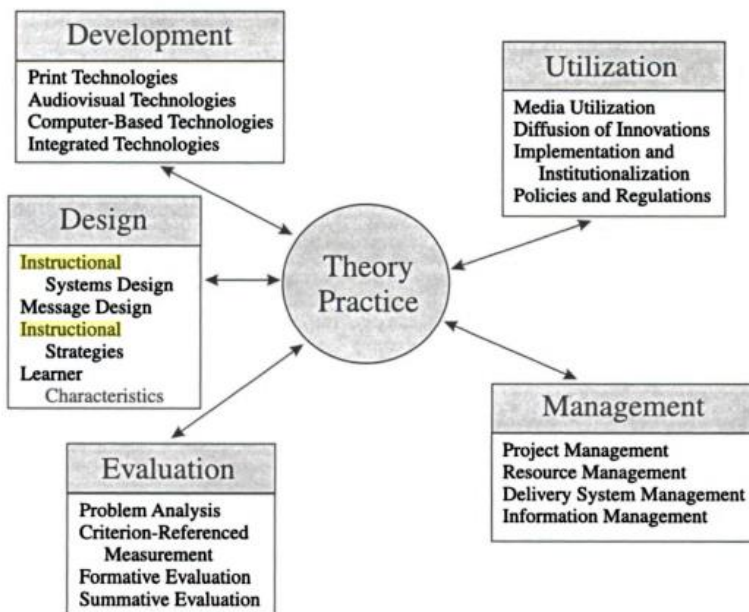 Development
Print Technologies
Audiovisual Technologies
Computer-Based Technologies
Integrated Technologies
Utilization
Media Utilization
Diffusion of Innovations
Implementation and
Institutionalization
Policies and Regulations
Design
Instructional
Systems Design
Message Design
Instructional
Strategies
Learner
Characteristics
Theory
Practice
Evaluation
Problem Analysis
Criterion-Referenced
Measurement
Formative Evaluation
Summative Evaluation
Management
Project Management
Resource Management
Delivery System Management
Information Management